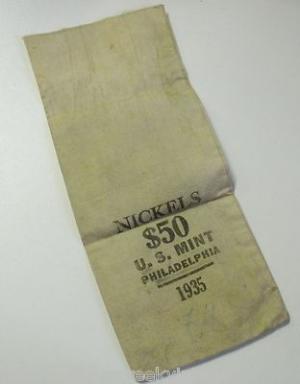 NICKELS
$50
U. S. MINT
PHILADELPHIA
1935